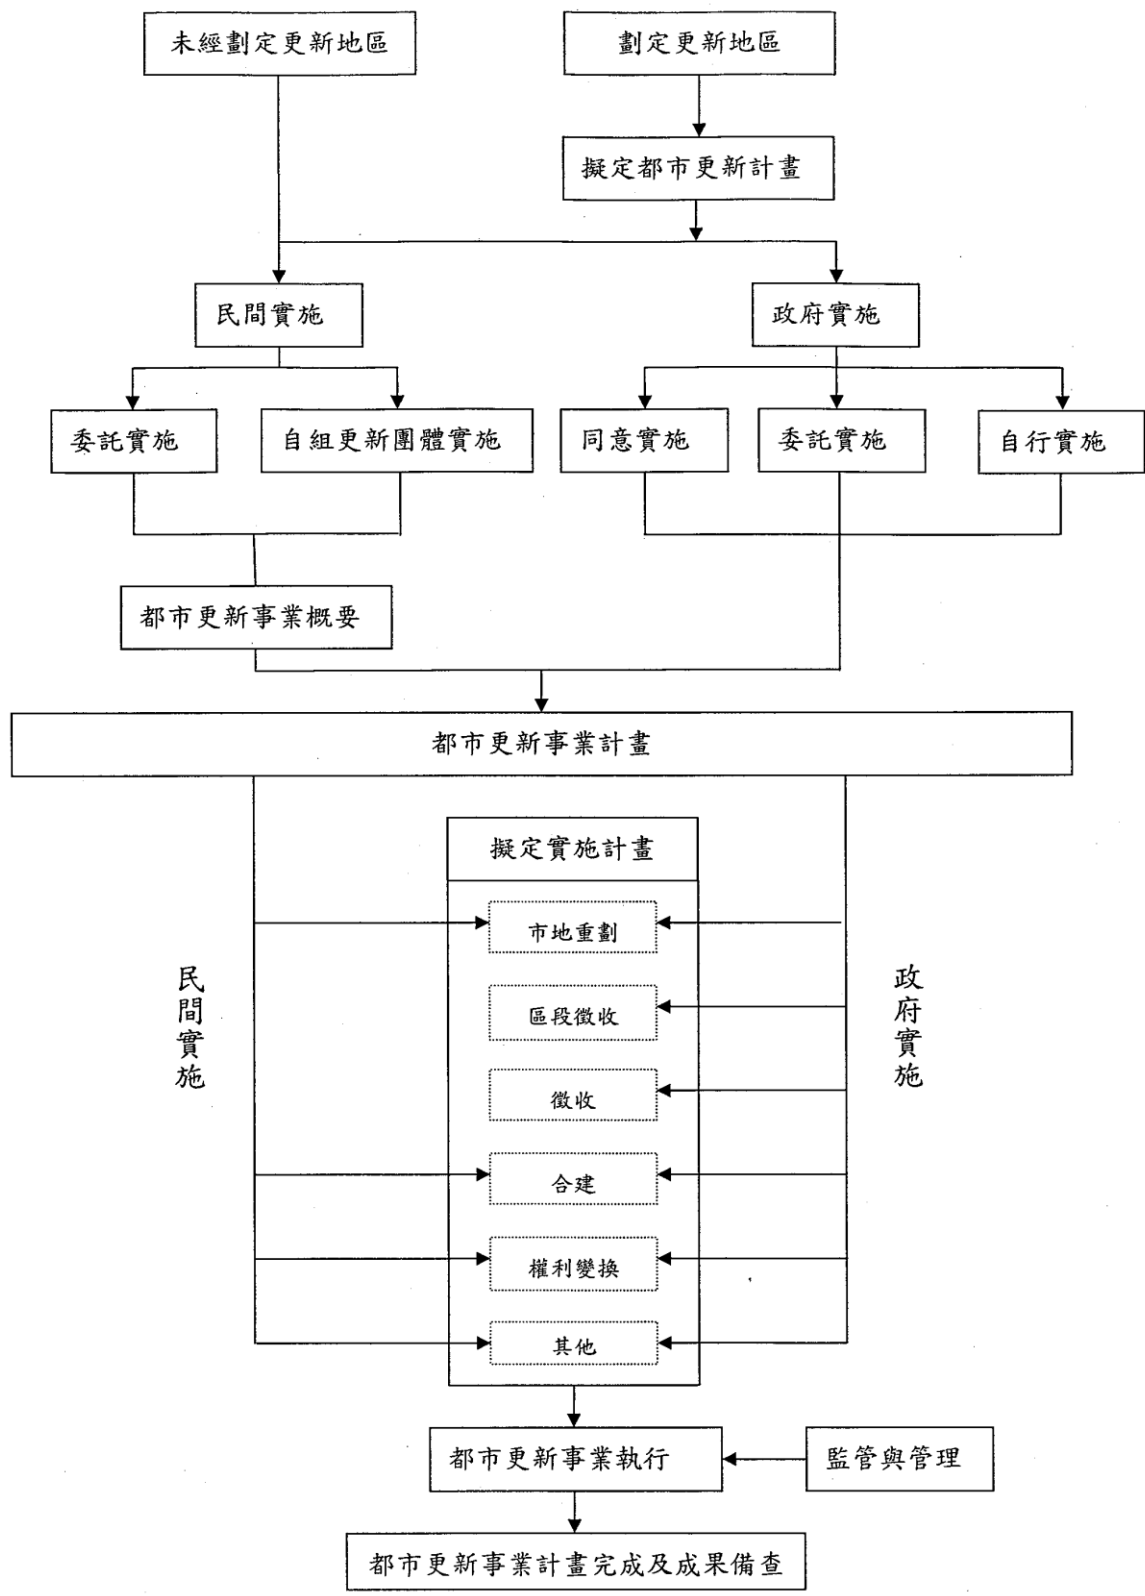 未經劃定更新地區
劃定更新地區
擬定都市更新計畫
民間實施
政府實施
委託實施
自組更新團體實施
同意實施
委託實施
自行實施
都市更新事業概要
都市更新事業計畫
擬定實施計畫
市地重劃
區段徵收
徵收
合建
權利變換
其他
民間實施
政府實施
都市更新事業執行
監管與管理
都市更新事業計畫完成及成果備查